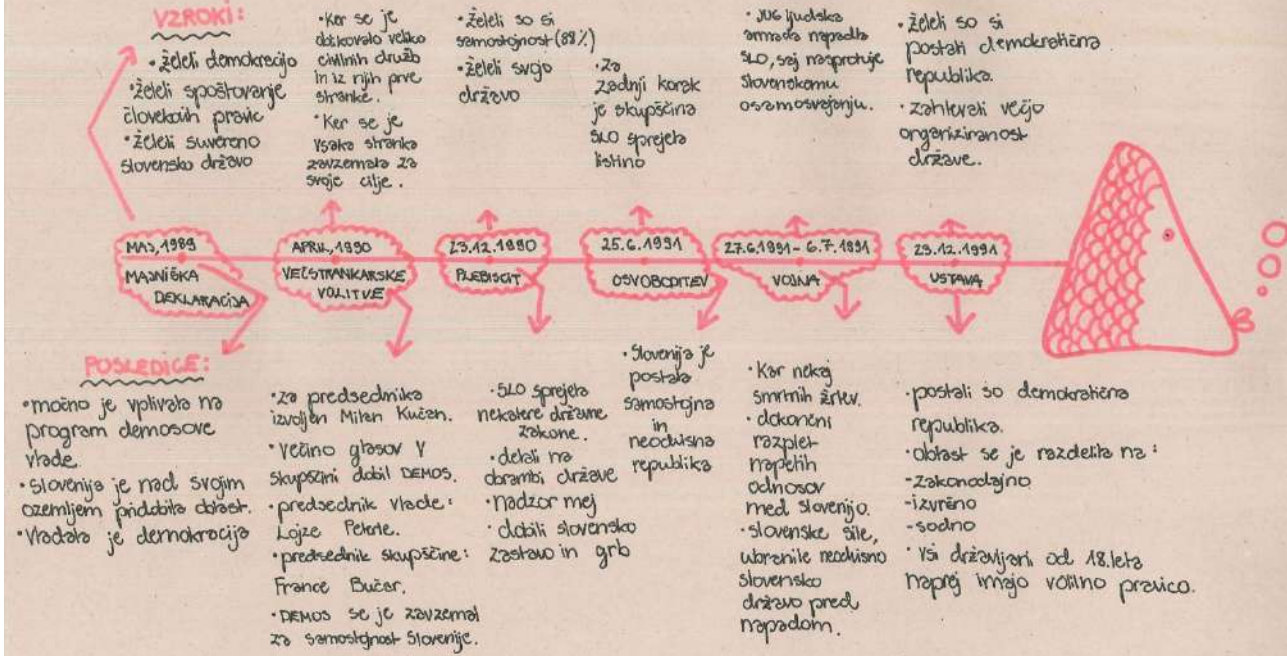 VZROKI:
• želeli demokracijo
• želeli spoštovanje
človekovih pravic
• želeli suvereno
slovensko državo
• Ker se je
oblikovalo veliko
civilnih družb
in iz njih prve
stranke.
• Ker se je
vsaka stranka
zavzemala za
svoje cilje.
• želeli so si
samostojnost (88%)
• želeli svojo
državo
• za
zadnji korak
je skupščina
SLO sprejela
listino
• JUG ljudska
armada napadla
SLO, saj nasprotuje
slovenskemu
osamosvajanju.
• želeli so si
postati demokratična
republika.
• zahtevali večjo
organiziranost
države.
MAJ, 1989
MAJNIŠKA
DEKLARACIJA
APRIL, 1990
VEČSTRANKARSKE
VOLITVE
23.12.1990
PLEBISCIT
25.6.1991
OSVOBODITEV
27.6.1991 - 6.7.1991
VOJNA
23.12.1991
USTAVA
POSLEDICE:
• močno je vplivala na
program demosove
vlade.
• Slovenija je nad svojim
ozemljem pridobila oblast.
• Vladala je demokracija
• za predsednika
izvoljen Milan Kučan.
• večino glasov v
skupščini dobil DEMOS.
• predsednik vlade:
Lojze Peterle.
• predsednik skupščine:
France Bučar.
• DEMOS se je zavzemal
za samostojnost Slovenije.
• SLO sprejela
nekatere državne
zakone.
• delali na
obrambi države
• nadzor mej
• dobili slovensko
zastavo in grb
• Slovenija je
postala
samostojna
in
neodvisna
republika
• Kar nekaj
smrtnih žrtev.
• dokončni
razplet
napetih
odnosov
med slovenijo.
• slovenske sile,
ubranile neodvisno
slovensko
državo pred
napadom.
• postali so demokratična
republika.
• oblast se je razdelila na:
- zakonodajno
- izvršno
- sodno
• vsi državljani od 18.leta
naprej imajo volilno pravico.